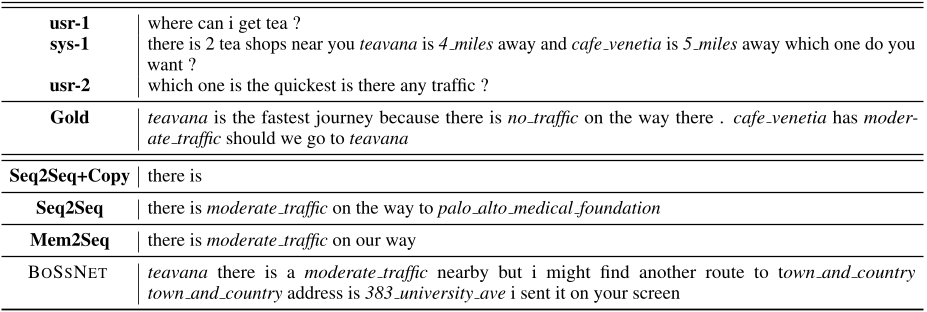 usr-1 where can i get tea ?
sys-1 there is 2 tea shops near you teavana is 4_miles away and cafe_venetia is 5_miles away which one do you
want ?
usr-2 which one is the quickest is there any traffic ?
Gold teavana is the fastest journey because there is no_traffic on the way there . cafe_venetia has moder-
ate_traffic should we go to teavana
Seq2Seq+Copy there is
Seq2Seq there is moderate_traffic on the way to palo_alto_medical_foundation
Mem2Seq there is moderate_traffic on our way
BOSSNET teavana there is a moderate_traffic nearby but i might find another route to town_and_country
town_and_country address is 383_university_ave i sent it on your screen